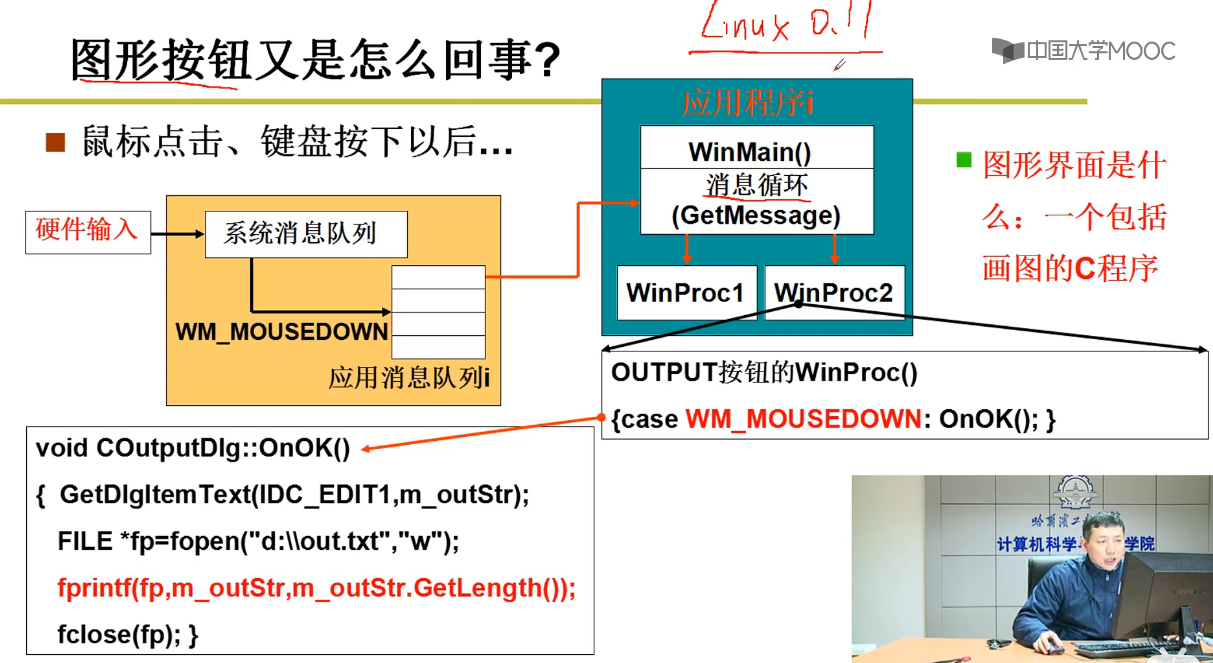 Linux 0.11
图形按钮又是怎么回事?
中国大学MOOC
鼠标点击、键盘按下以后...
应用程序i
WinMain()
消息循环
(GetMessage)
WinProc1
WinProc2
图形界面是什
么：一个包括
画图的C程序
硬件输入
系统消息队列
WM_MOUSEDOWN
应用消息队列i
OUTPUT按钮的WinProc()
{case WM_MOUSEDOWN: OnOK(); }
void COutputDlg::OnOK()
{ GetDlgItemText(IDC_EDIT1,m_outStr);
FILE *fp=fopen("d:\\out.txt","w");
fprintf(fp,m_outStr,m_outStr.GetLength());
fclose(fp); }
哈尔滨工
计算机科学 学院